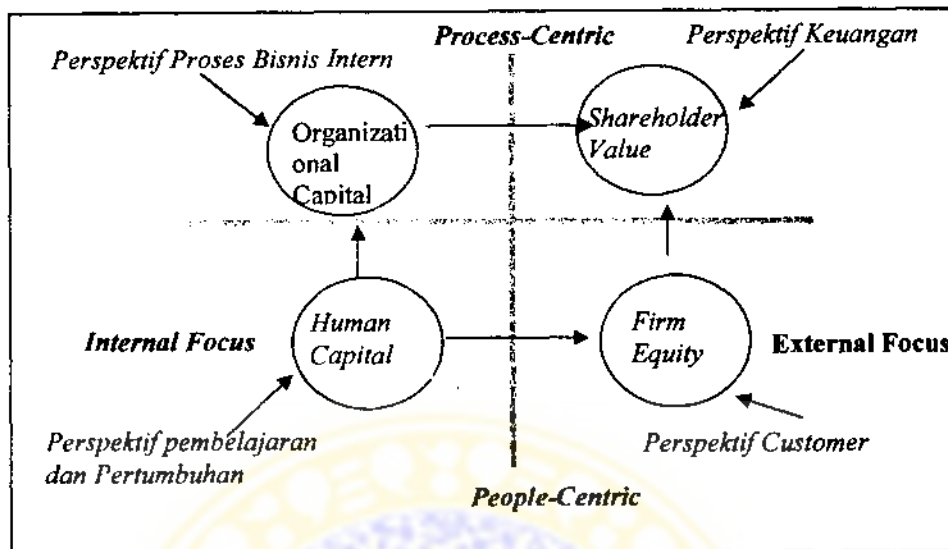 Process-Centric
Perspektif Keuangan
Perspektif Proses Bisnis Intern
Organizati
onal
Capital
Shareholder
Value
Internal Focus
Human
Capital
Firm
Equity
External Focus
Perspektif pembelajaran
dan Pertumbuhan
Perspektif Customer
People-Centric